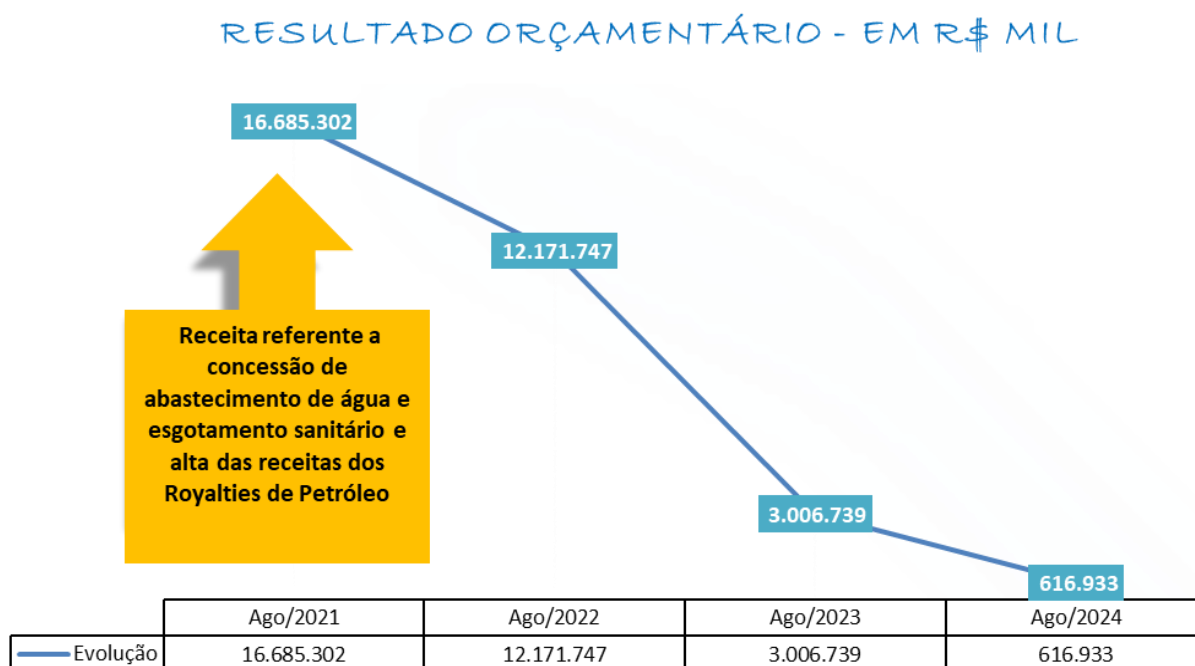 RESULTADO ORÇAMENTÁRIO - EM R$ MIL
16.685.302
12.171.747
Receita referente a
concessão de
abastecimento de água e
esgotamento sanitário e
alta das receitas dos
Royalties de Petróleo
3.006.739
616.933
Ago/2021 Ago/2022 Ago/2023 Ago/2024
Evolução 16.685.302 12.171.747 3.006.739 616.933